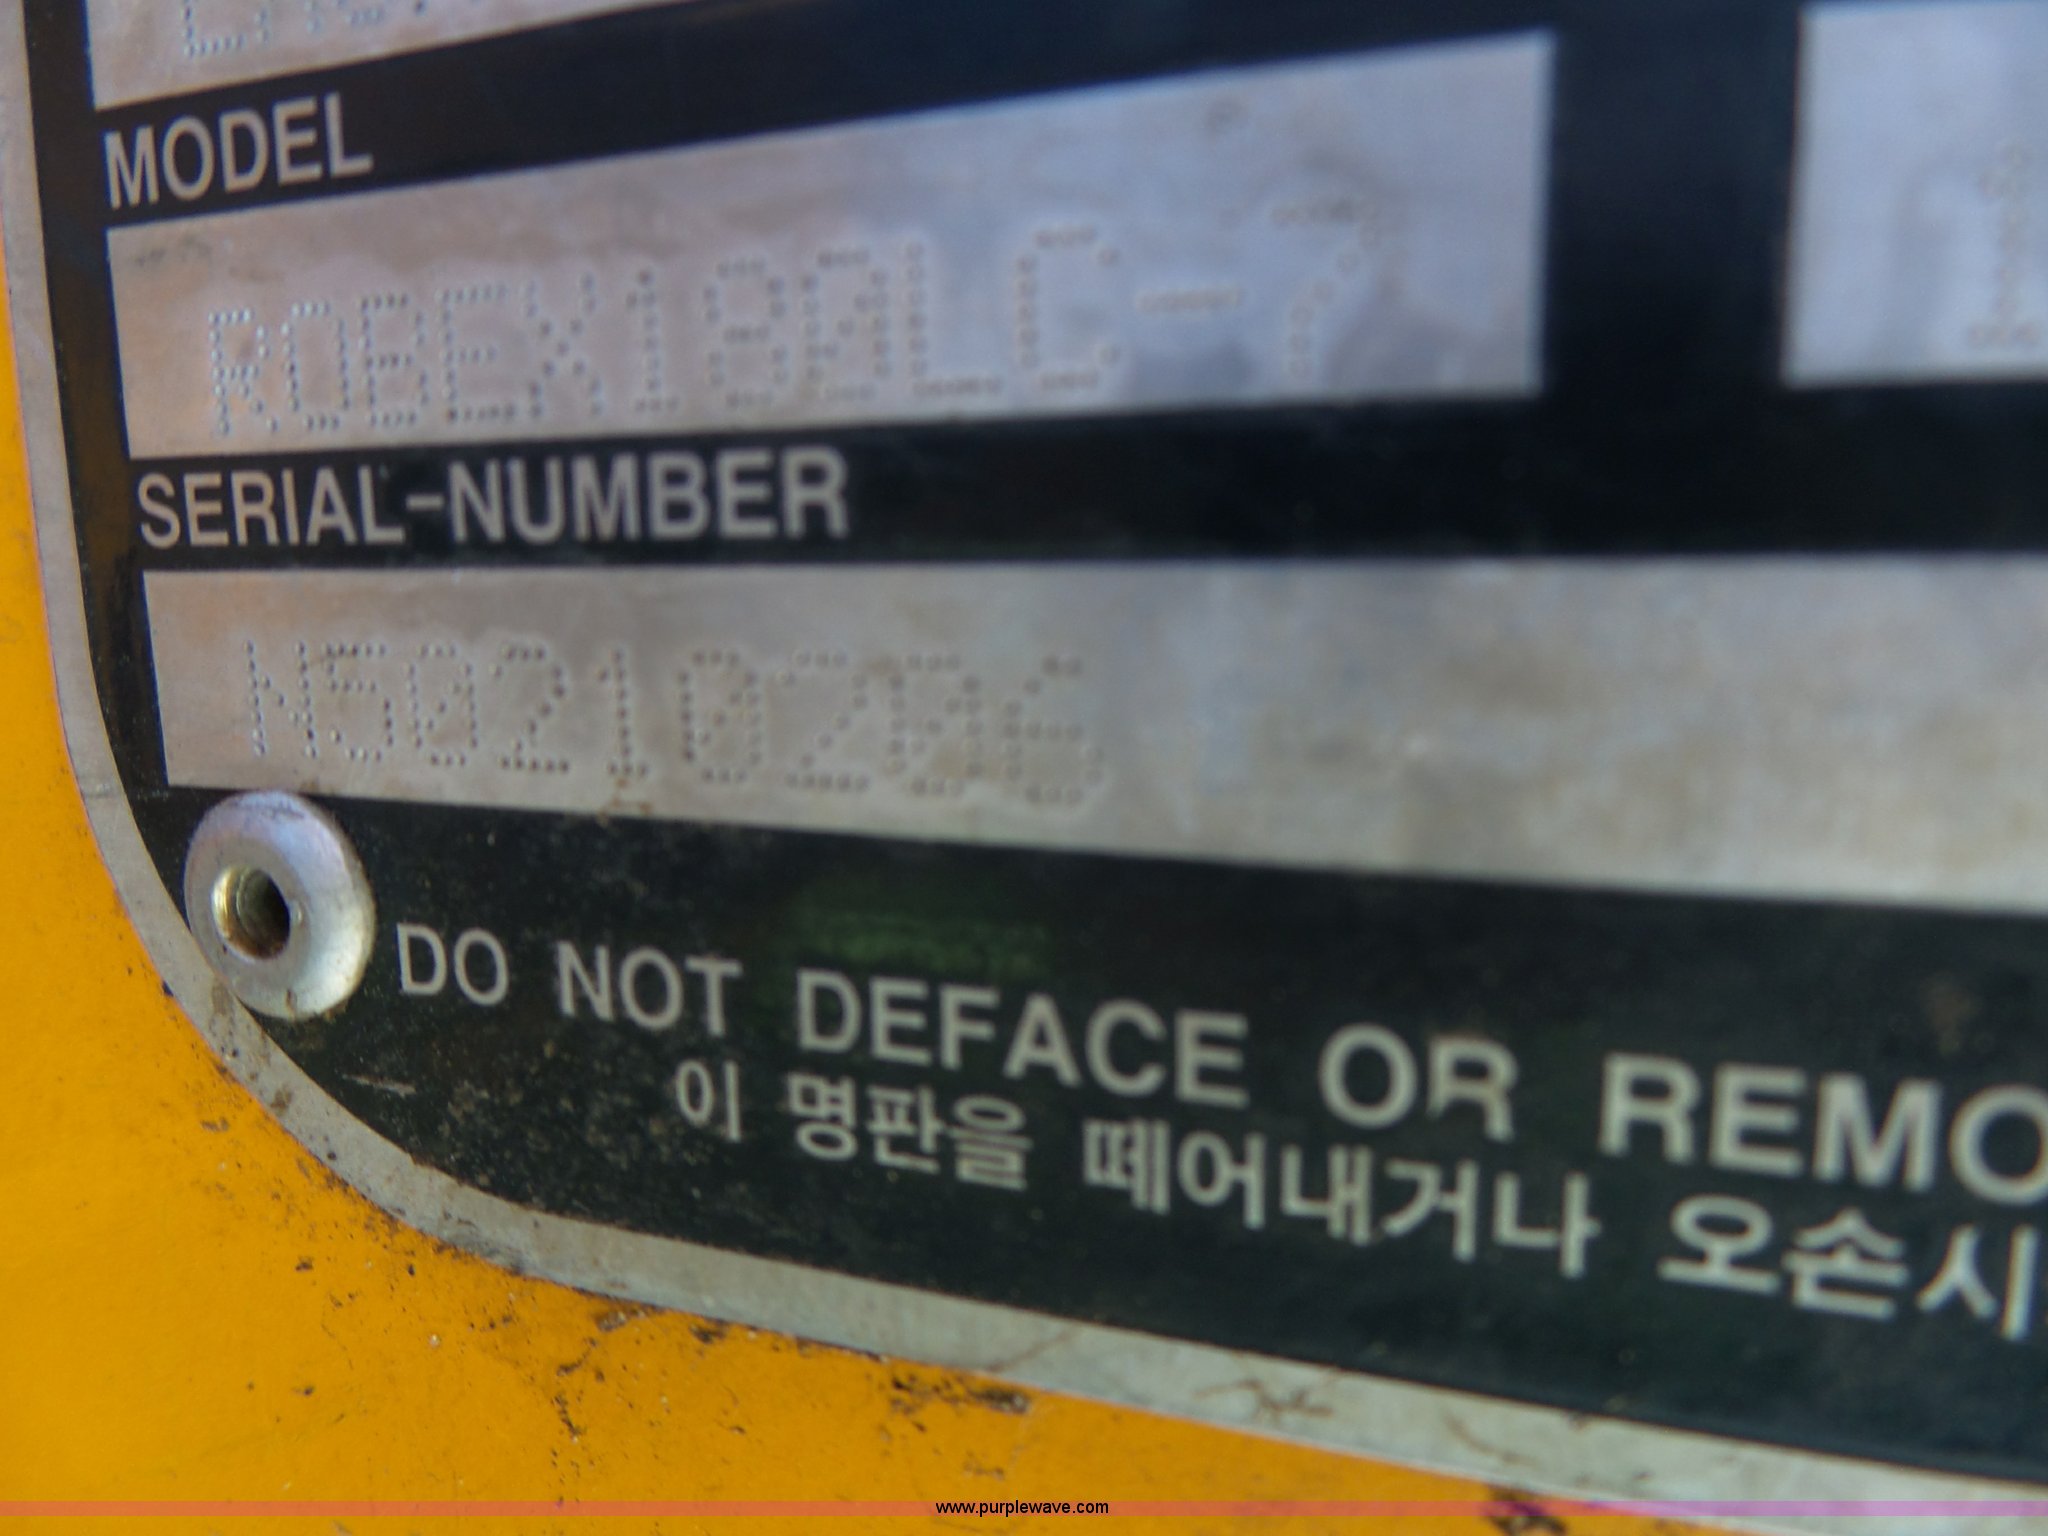 MODEL
ROBEX180LC-7
SERIAL-NUMBER
N50210206
DO NOT DEFACE OR REMO
이 명판을 떼어내거나 오손시
www.purplewave.com